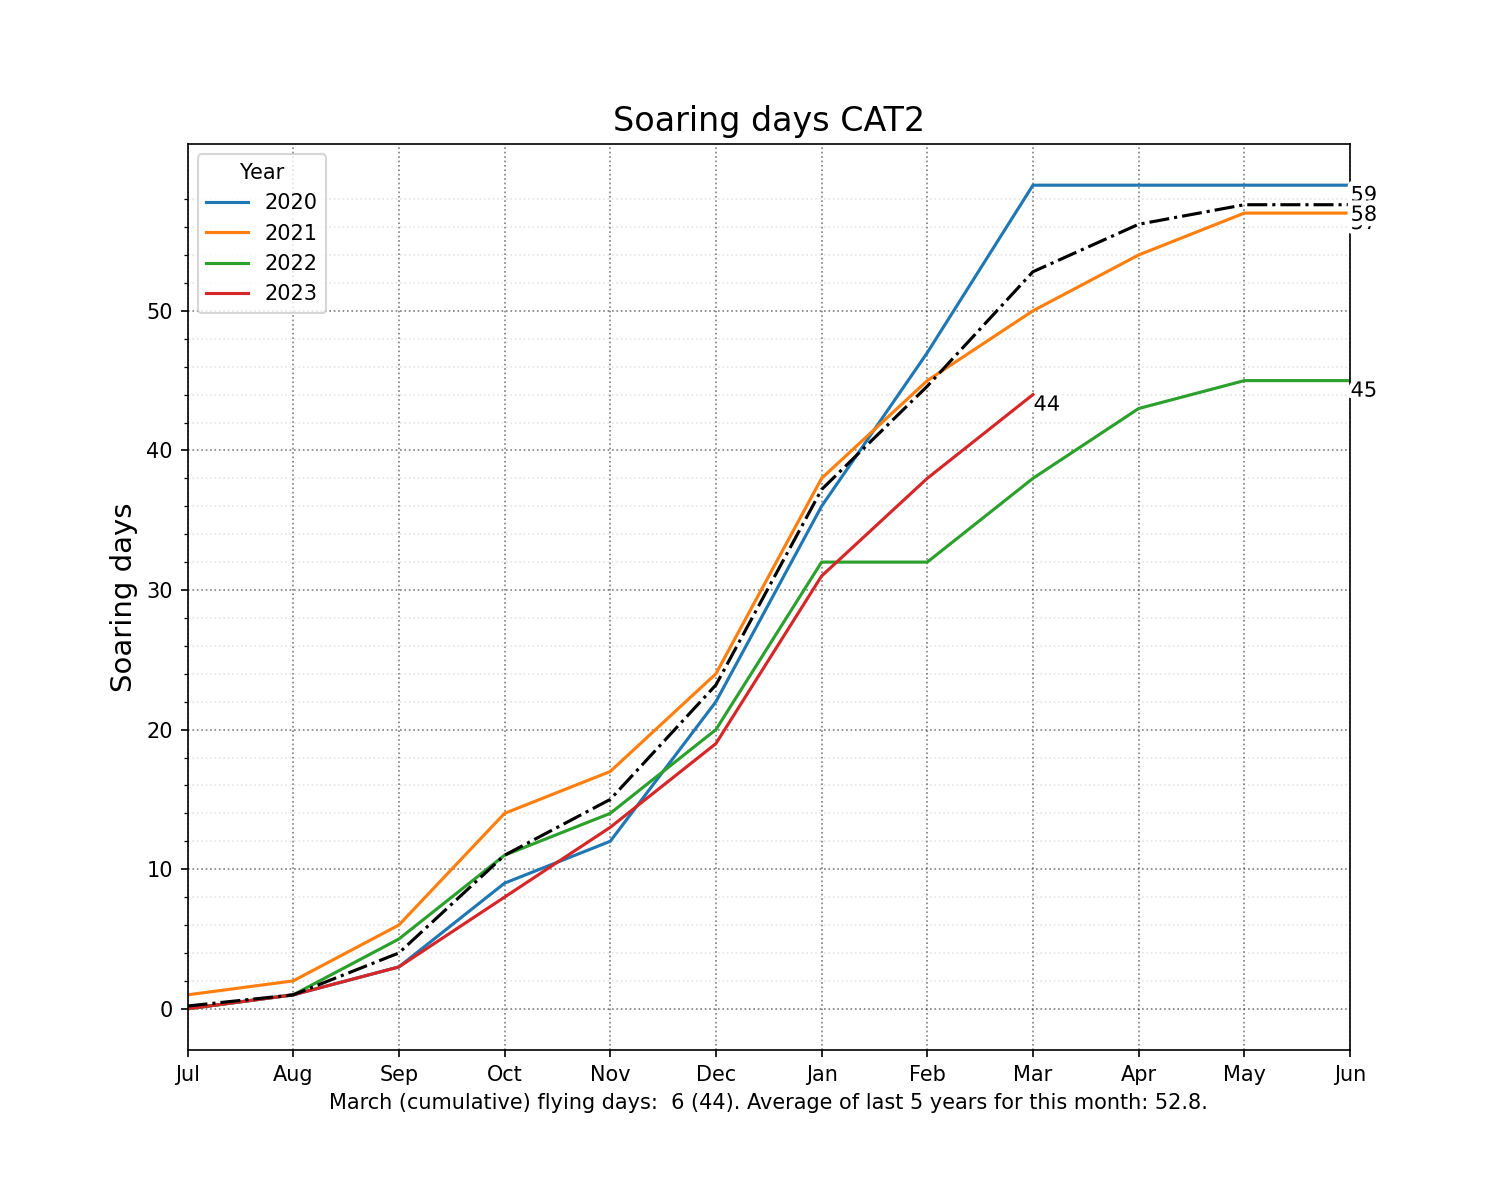 Soaring days CAT2
Year
2020
2021
2022
2023
59
58
45
44
50
40
30
20
10
0
Soaring days
Jul Aug Sep Oct Nov Dec Jan Feb Mar Apr May Jun
March (cumulative) flying days:  6 (44). Average of last 5 years for this month: 52.8.